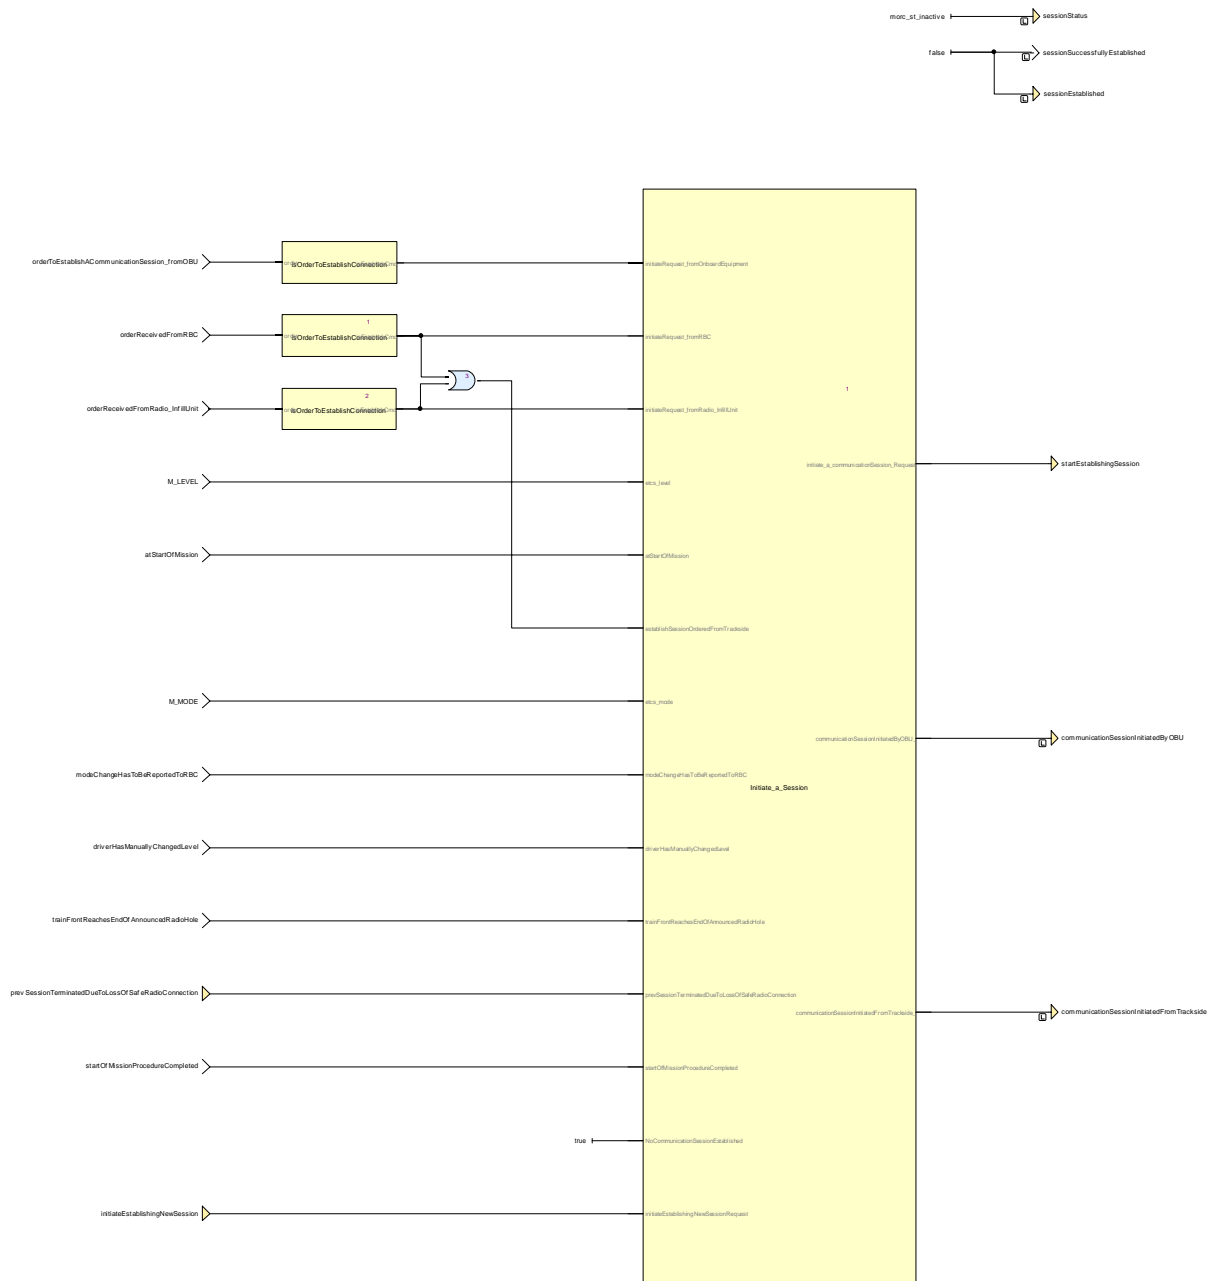 morc_st_inactive
sessionStatus
L
false
sessionSuccessfullyEstablished
L
sessionEstablished
L
orderToEstablishACommunicationSession_fromOBU
isOrderToEstablishConnection
initiateRequest_fromOnboardEquipment
orderReceivedFromRBC
1
isOrderToEstablishConnection
initiateRequest_fromRBC
3
1
orderReceivedFromRadio_InfillUnit
2
isOrderToEstablishConnection
initiateRequest_fromRadio_InfillUnit
initiate_a_communicationSession_Request
startEstablishingSession
M_LEVEL
etcs_level
atStartOfMission
atStartOfMission
establishSessionOrderedFromTrackside
M_MODE
etcs_mode
communicationSessionInitiatedByOBU
communicationSessionInitiatedByOBU
L
modeChangeHasToBeReportedToRBC
modeChangeHasToBeReportedToRBC
Initiate_a_Session
driverHasManuallyChangedLevel
driverHasManuallyChangedLevel
trainFrontReachesEndOfAnnouncedRadioHole
trainFrontReachesEndOfAnnouncedRadioHole
prevSessionTerminatedDueToLossOfSafeRadioConnection
prevSessionTerminatedDueToLossOfSafeRadioConnection
communicationSessionInitiatedFromTrackside
communicationSessionInitiatedFromTrackside
L
startOfMissionProcedureCompleted
startOfMissionProcedureCompleted
true
NoCommunicationSessionEstablished
initiateEstablishingNewSession
initiateEstablishingNewSessionRequest